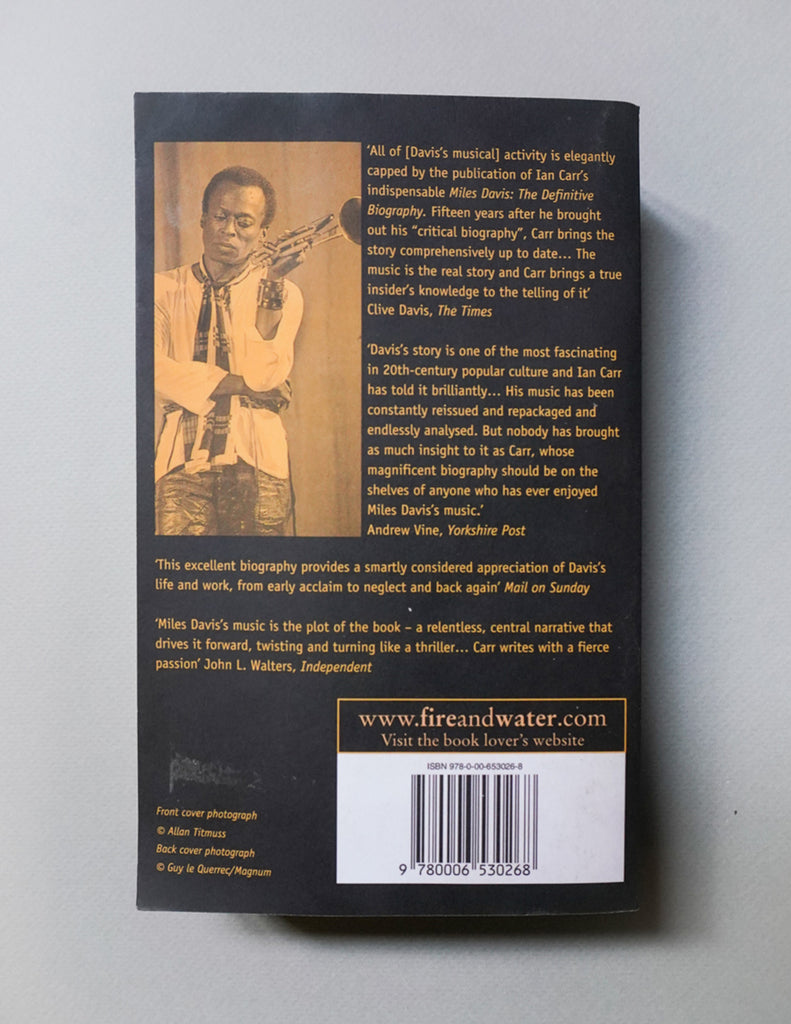 ‘All of [Davis’s musical] activity is elegantly
capped by the publication of Ian Carr’s
indispensable Miles Davis: The Definitive
Biography. Fifteen years after he brought
out his “critical biography”, Carr brings the
story comprehensively up to date… The
music is the real story and Carr brings a true
insider’s knowledge to the telling of it’
Clive Davis, The Times
‘Davis’s story is one of the most fascinating
in 20th-century popular culture and Ian Carr
has told it brilliantly… His music has been
constantly reissued and repackaged and
endlessly analysed. But nobody has brought
as much insight to it as Carr, whose
magnificent biography should be on the
shelves of anyone who has ever enjoyed
Miles Davis’s music.’
Andrew Vine, Yorkshire Post
‘This excellent biography provides a smartly considered appreciation of Davis’s
life and work, from early acclaim to neglect and back again’ Mail on Sunday
‘Miles Davis’s music is the plot of the book – a relentless, central narrative that
drives it forward, twisting and turning like a thriller… Carr writes with a fierce
passion’ John L. Walters, Independent
www.fireandwater.com
Visit the book lover’s website
ISBN 978-0-00-653026-8
9 780006 530268
Front cover photograph
© Allan Titmuss
Back cover photograph
© Guy le Querrec/Magnum